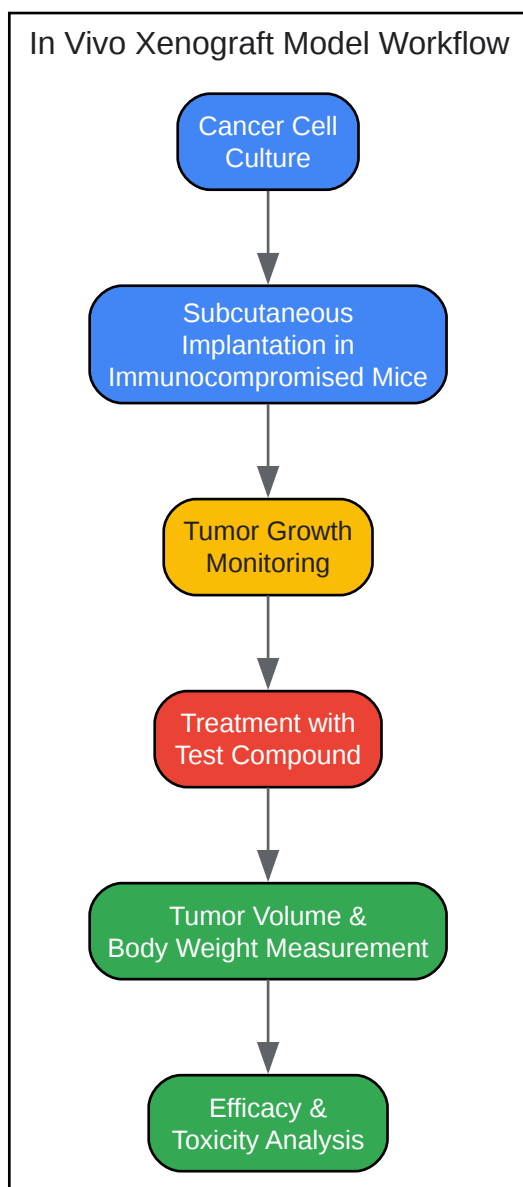 In Vivo Xenograft Model Workflow
Cancer Cell
Culture
Subcutaneous
Implantation in
Immunocompromised Mice
Tumor Growth
Monitoring
Treatment with
Test Compound
Tumor Volume &
Body Weight Measurement
Efficacy &
Toxicity Analysis